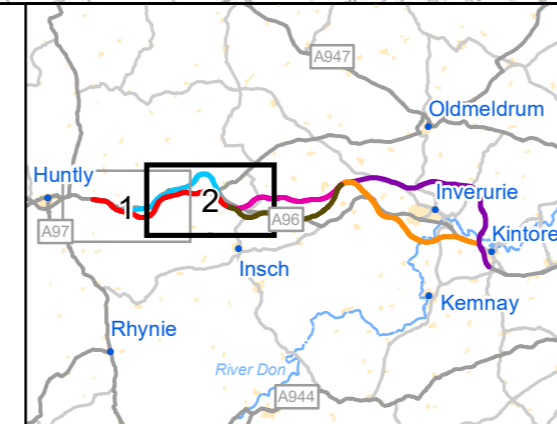 A947
Oldmeldrum
Huntly
1
2
Inverurie
A96
A97
Kintore
Insch
Kemnay
Rhynie
River Don
A944